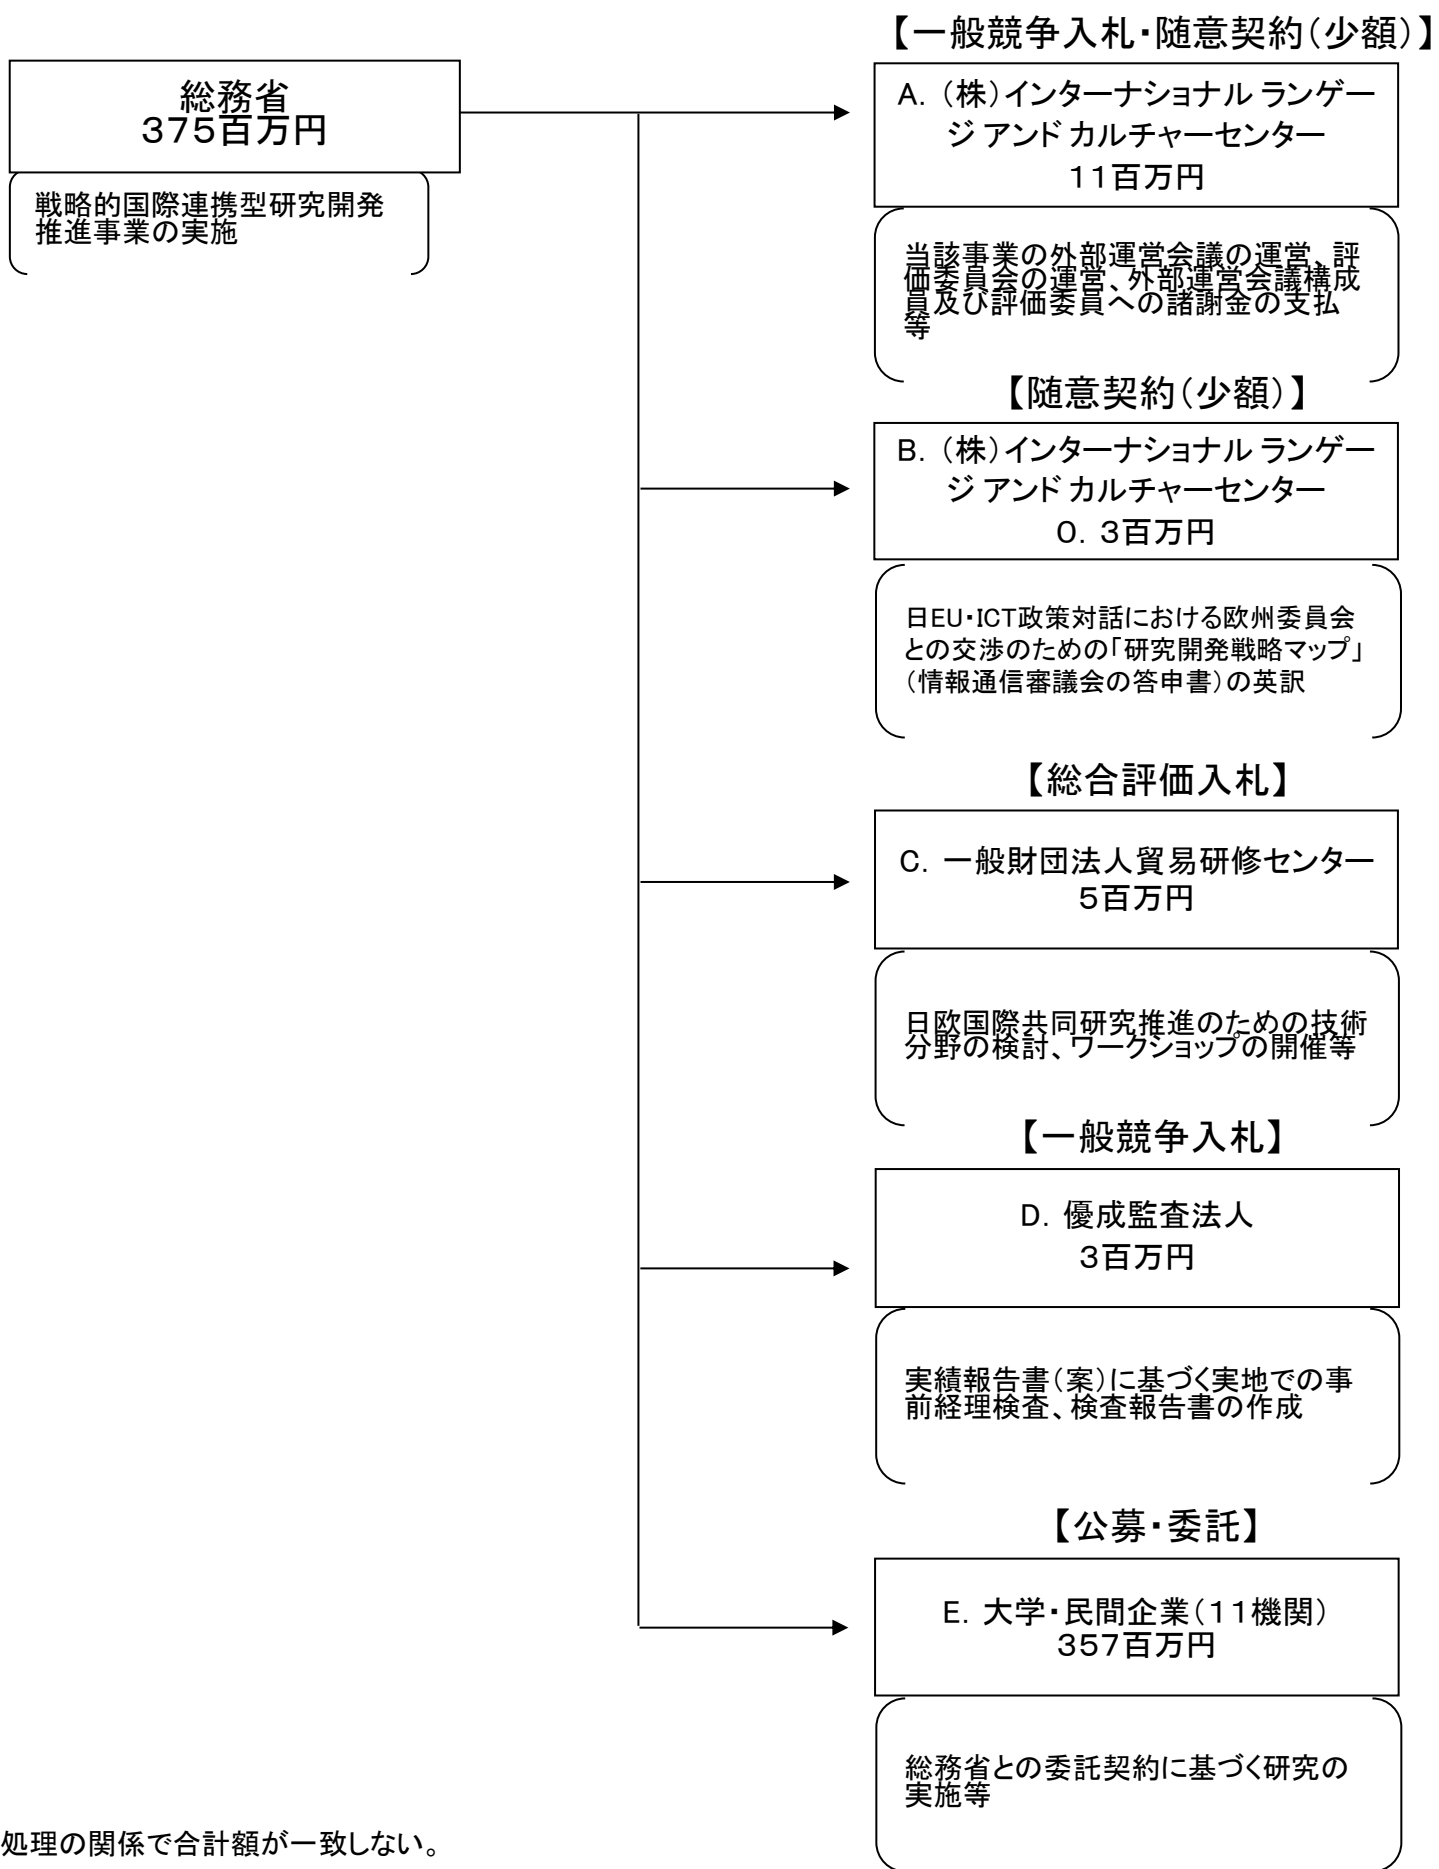 総務省
３７５百万円
戦略的国際連携型研究開発
推進事業の実施
【一般競争入札・随意契約（少額）】
A．（株）インターナショナル ランゲー
ジ アンド カルチャーセンター
１１百万円
当該事業の外部運営会議の運営、評
価委員会の運営、外部運営会議構成
員及び評価委員への諸謝金の支払
等
【随意契約（少額）】
B．（株）インターナショナル ランゲー
ジ アンド カルチャーセンター
０．３百万円
日EU・ICT政策対話における欧州委員会
との交渉のための「研究開発戦略マップ」
（情報通信審議会の答申書）の英訳
【総合評価入札】
C．一般財団法人貿易研修センター
５百万円
日欧国際共同研究推進のための技術
分野の検討、ワークショップの開催等
【一般競争入札】
D．優成監査法人
３百万円
実績報告書（案）に基づく実地での事
前経理検査、検査報告書の作成
【公募・委託】
E．大学・民間企業（１１機関）
３５７百万円
総務省との委託契約に基づく研究の
実施等
処理の関係で合計額が一致しない。